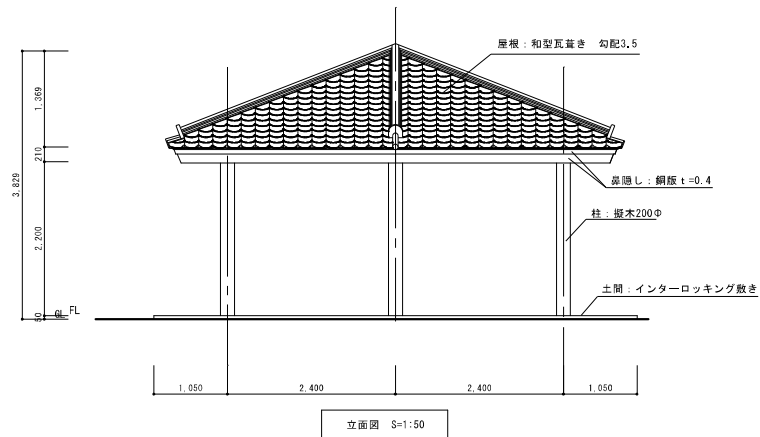 屋根：和型瓦葺き　勾配3.5
1,369
210
3,829
鼻隠し：銅版ｔ=0.4
柱：擬木200Φ
2,200
土間：インターロッキング敷き
50
GL
FL
1,050
2,400
2,400
1,050
立面図　S=1:50